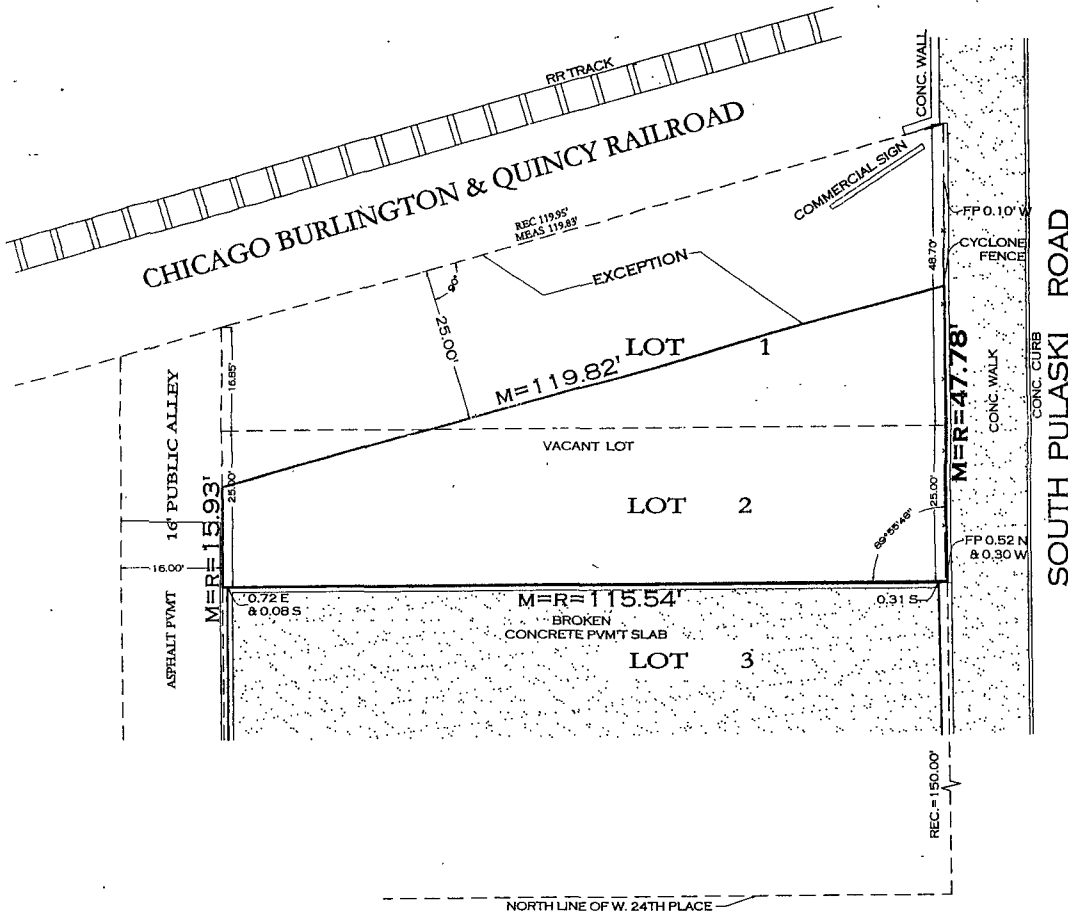 RR TRACK
CONC. WALL
CHICAGO BURLINGTON & QUINCY RAILROAD
COMMERCIAL SIGN
REC 119.95'
MEAS 119.83'
FP 0.10' W
CYCLONE
FENCE
48.70'
EXCEPTION
90°
25.00'
LOT 1
M=119.82'
16.85'
16' PUBLIC ALLEY
M=R=47.78'
CONC. WALK
CONC. CURB
SOUTH PULASKI ROAD
VACANT LOT
25.00'
25.00'
LOT 2
M=R=15.93'
89°55'48"
FP 0.52 N
& 0.30 W
16.00'
0.72 E
& 0.08 S
M=R=115.54'
0.31 S
BROKEN
CONCRETE PVM'T SLAB
ASPHALT PVMT
LOT 3
REC.=150.00'
NORTH LINE OF W. 24TH PLACE